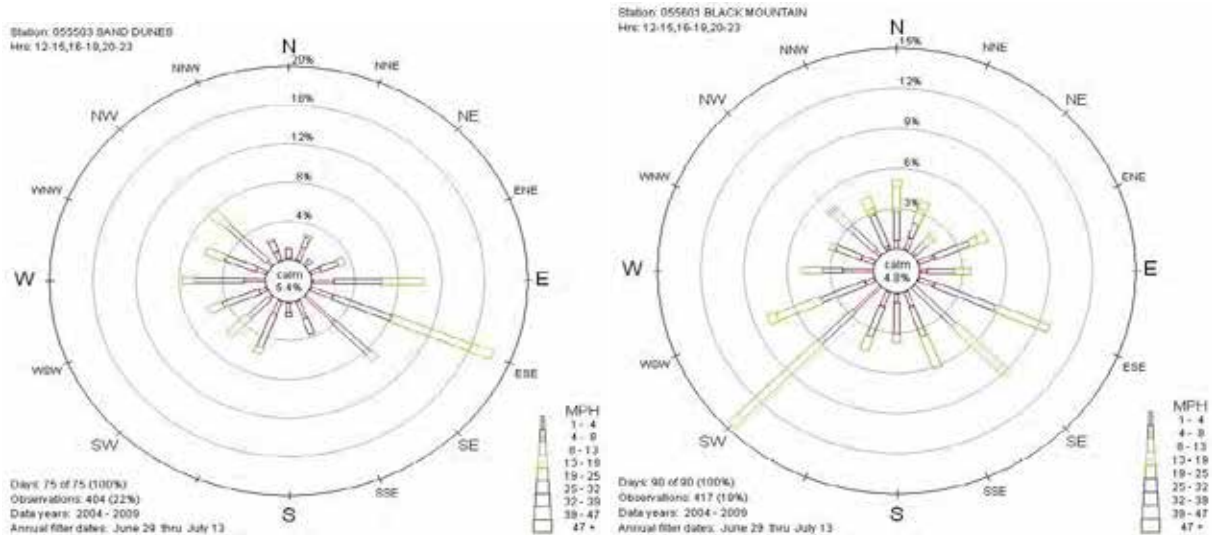 Station: 055503 SAND DUNES
Hrs: 12-15,16-19,20-23
N
20%
NNW
NNE
16%
NW
NE
12%
WNW
ENE
8%
4%
W
calm
5.4%
E
WSW
ESE
SW
SE
SSE
S
MPH
1 - 4
4 - 8
8 - 13
13 - 19
19 - 25
25 - 32
32 - 39
39 - 47
47 +
Days: 75 of 75 (100%)
Observations: 404 (22%)
Data years: 2004 - 2009
Annual filter dates: June 29 thru July 13
Station: 055603 BLACK MOUNTAIN
Hrs: 12-15,16-19,20-23
N
15%
NNW
NNE
12%
NW
NE
9%
WNW
ENE
6%
3%
W
calm
4.8%
E
WSW
ESE
SW
SE
SSE
S
MPH
1 - 4
4 - 8
8 - 13
13 - 19
19 - 25
25 - 32
32 - 39
39 - 47
47 +
Days: 90 of 90 (100%)
Observations: 417 (19%)
Data years: 2004 - 2009
Annual filter dates: June 29 thru July 13